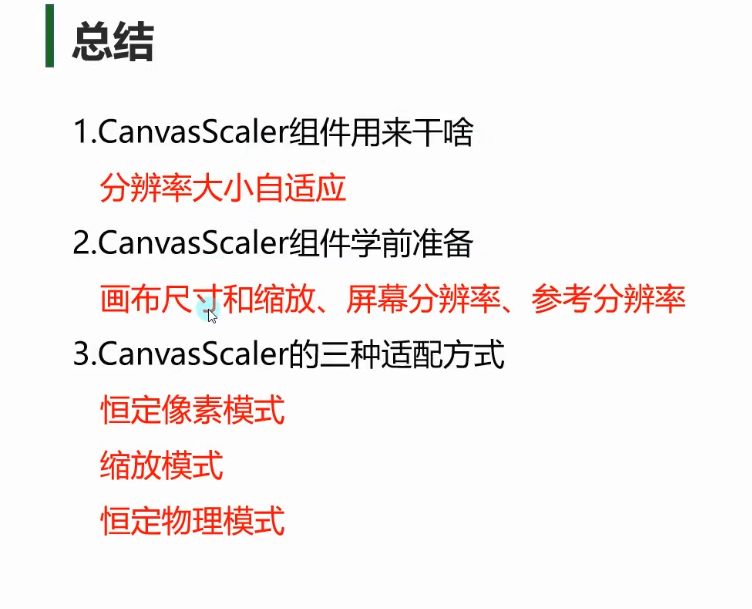 总结
1.CanvasScaler组件用来干啥
分辨率大小自适应
2.CanvasScaler组件学前准备
画布尺寸和缩放、屏幕分辨率、参考分辨率
3.CanvasScaler的三种适配方式
恒定像素模式
缩放模式
恒定物理模式